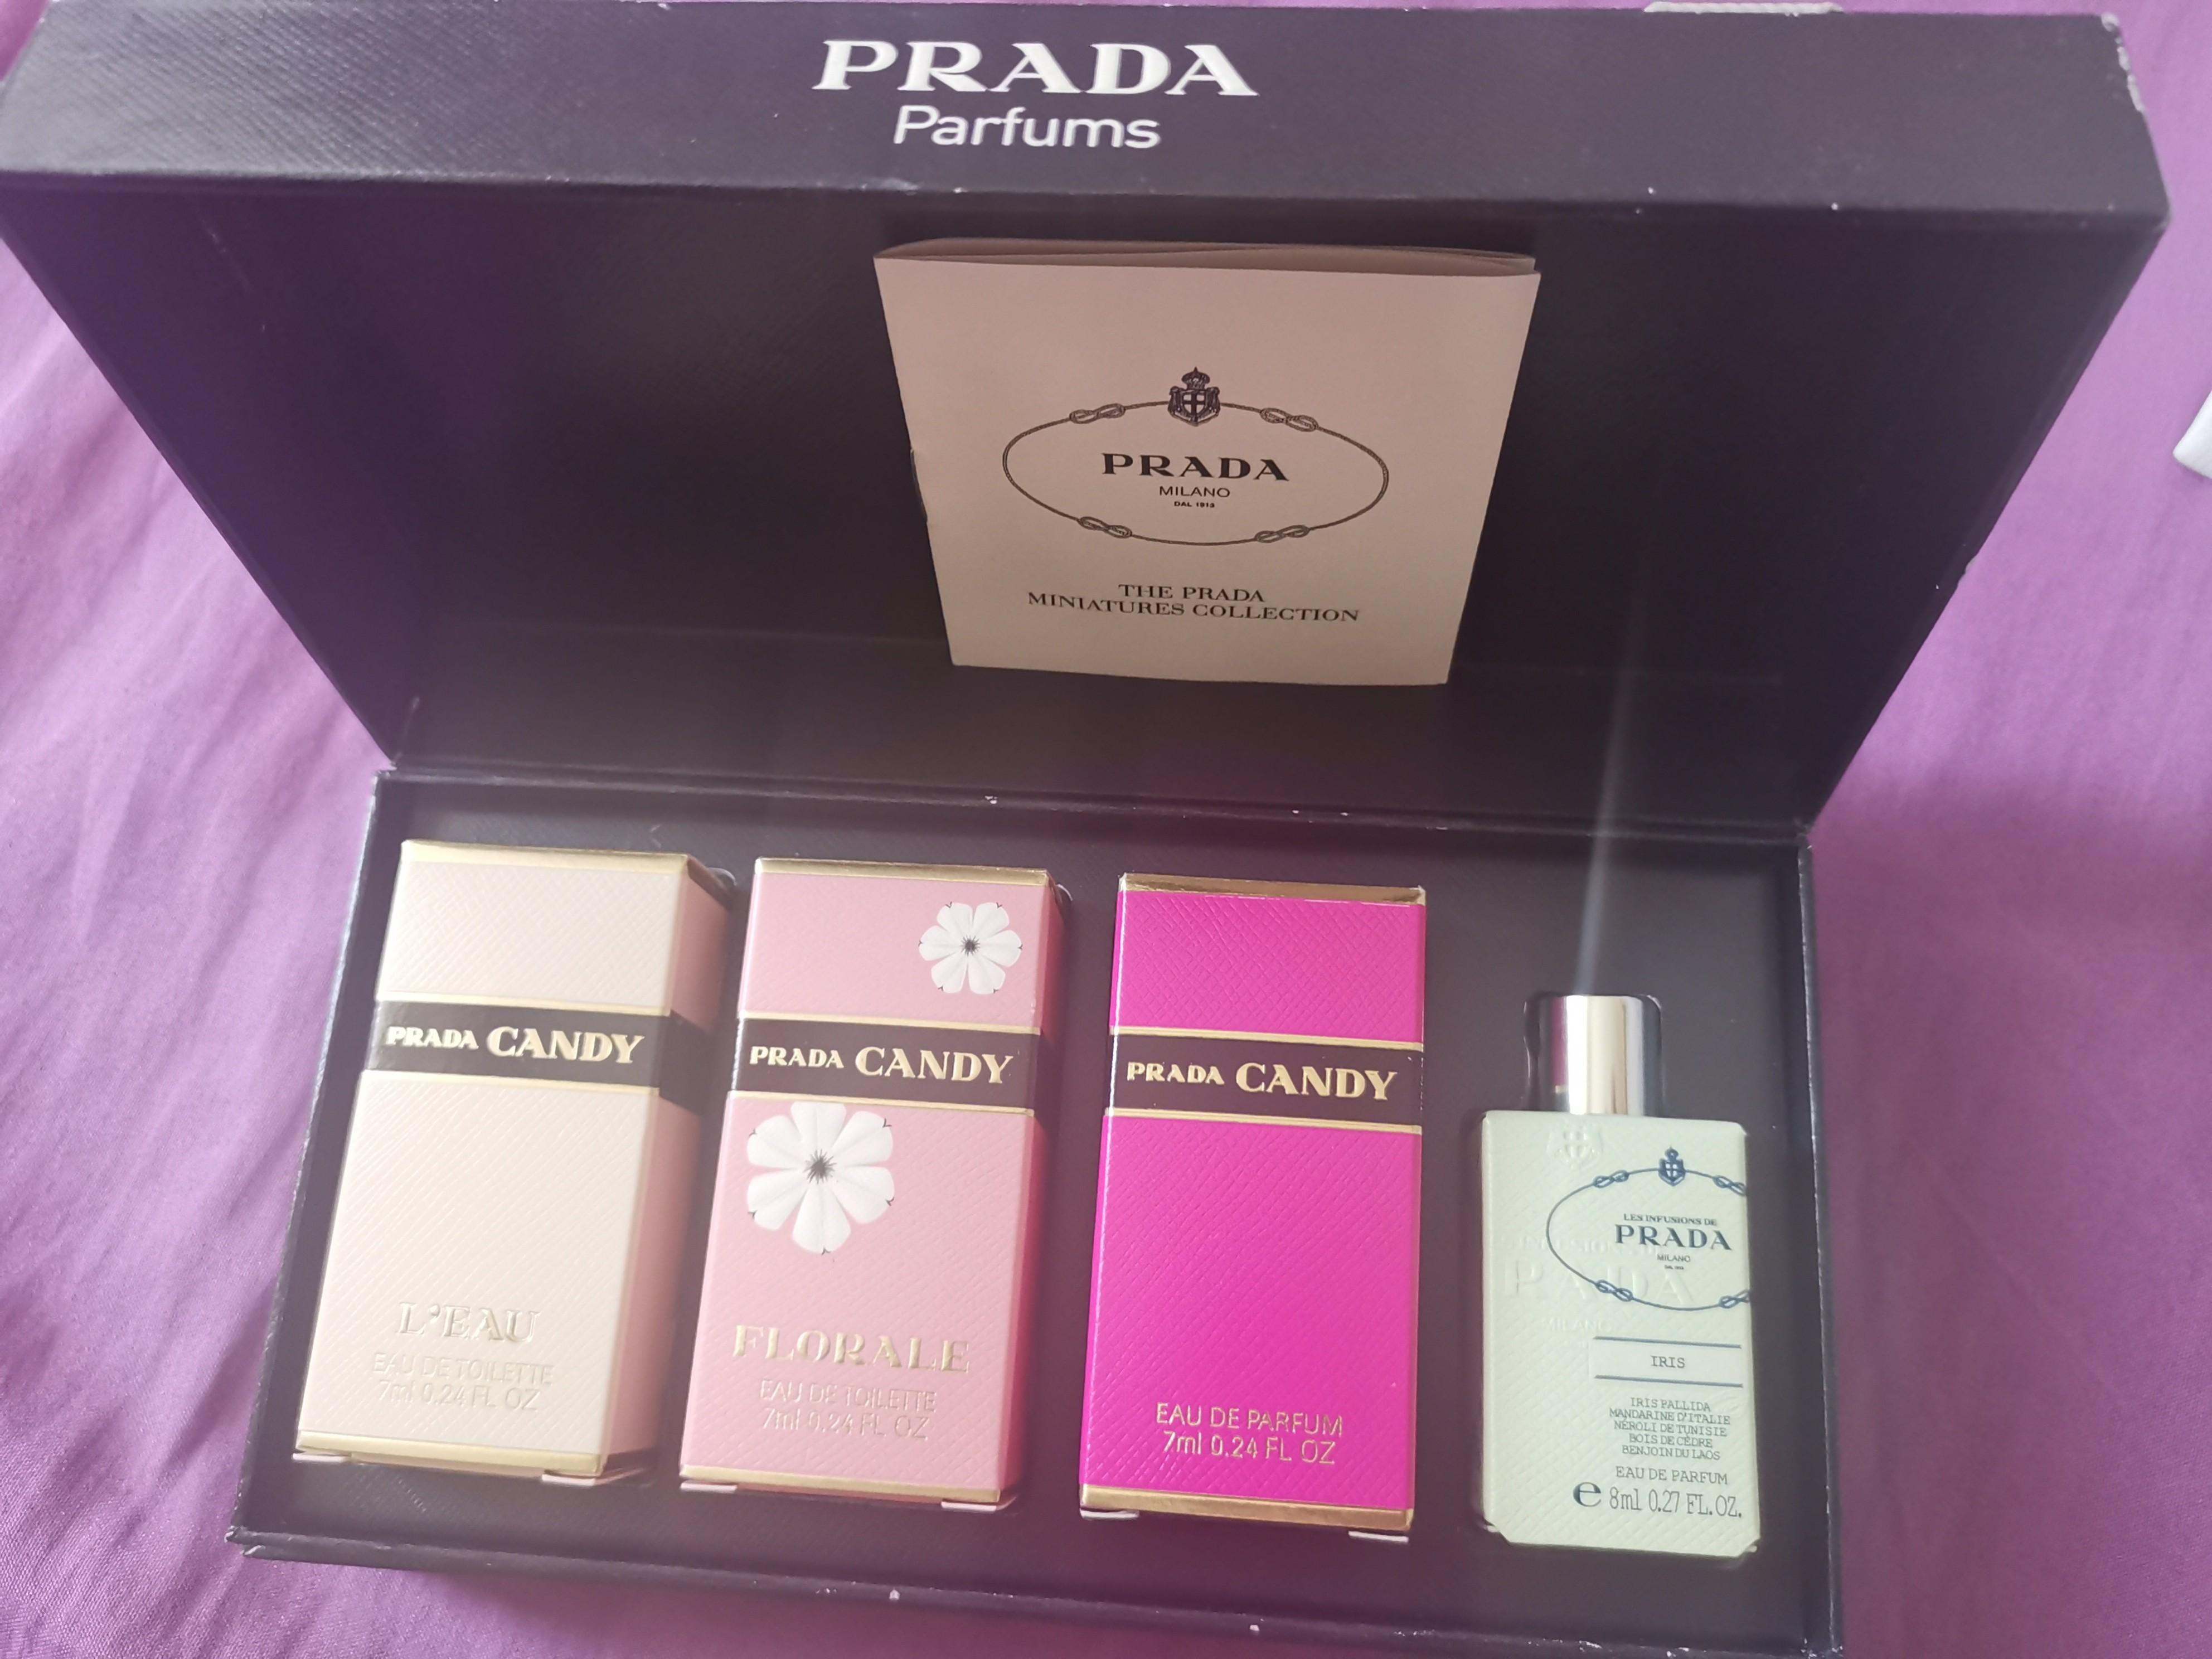 PRADA
Parfums
PRADA
MILANO
DAL 1913
THE PRADA
MINIATURES COLLECTION
PRADA CANDY
L'EAU
EAU DE TOILETTE
7ml 0.24 FL OZ
PRADA CANDY
FLORALE
EAU DE TOILETTE
7ml 0.24 FL OZ
PRADA CANDY
EAU DE PARFUM
7ml 0.24 FL OZ
LES INFUSIONS DE
PRADA
MILANO
PRADA
MILANO
IRIS
IRIS PALLIDA
MANDARINE D'ITALIE
NÉROLI DE TUNISIE
BOIS DE CÈDRE
BENJOIN DU LAOS
EAU DE PARFUM
e 8ml 0.27 FL.OZ.